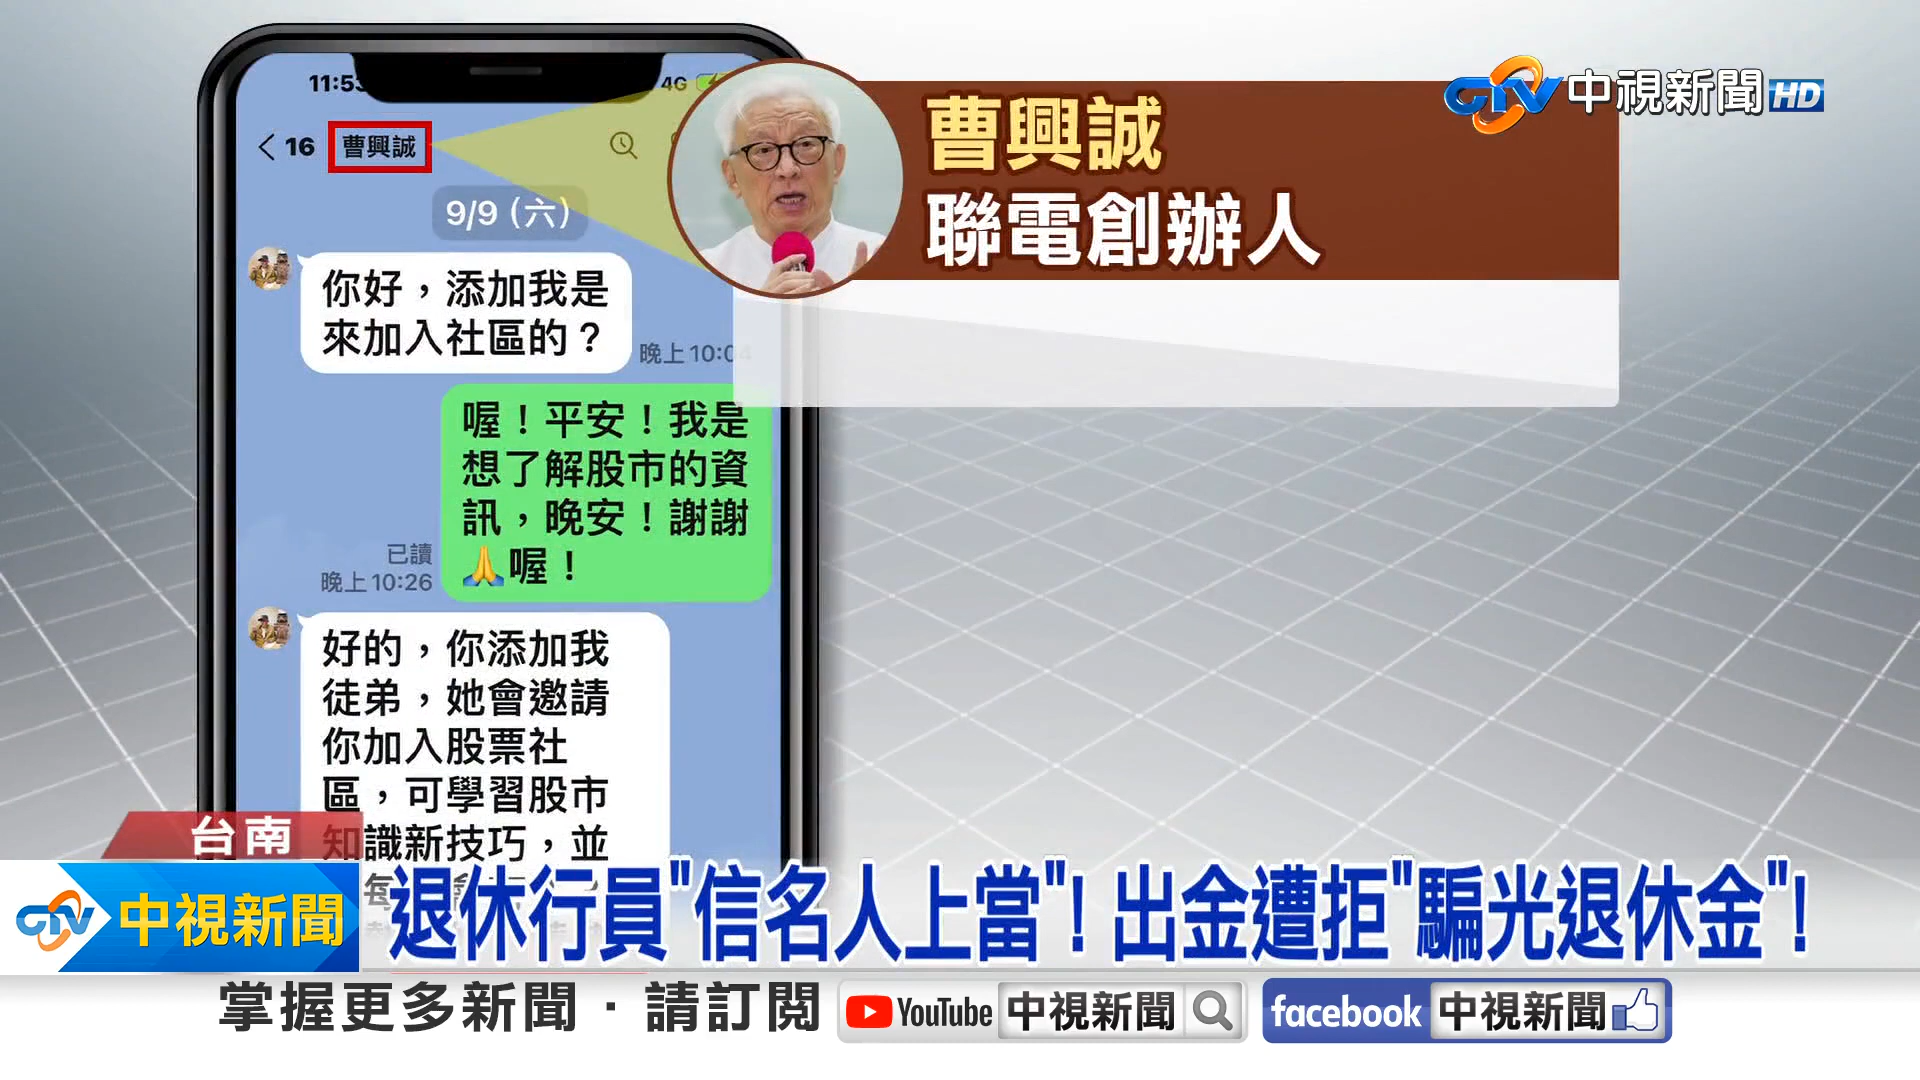 11:53
4G
16 曹興誠
9/9（六）
你好，添加我是
來加入社區的？
晚上10:04
喔！平安！我是
想了解股市的資
訊，晚安！謝謝
🙏喔！
已讀
晚上10:26
好的，你添加我
徒弟，她會邀請
你加入股票社
區，可學習股市
知識新技巧，並
每
曹興誠
聯電創辦人
CTV 中視新聞 HD
台南
CTV 中視新聞
退休行員"信名人上當"！出金遭拒"騙光退休金"！
掌握更多新聞・請訂閱
YouTube 中視新聞
facebook 中視新聞